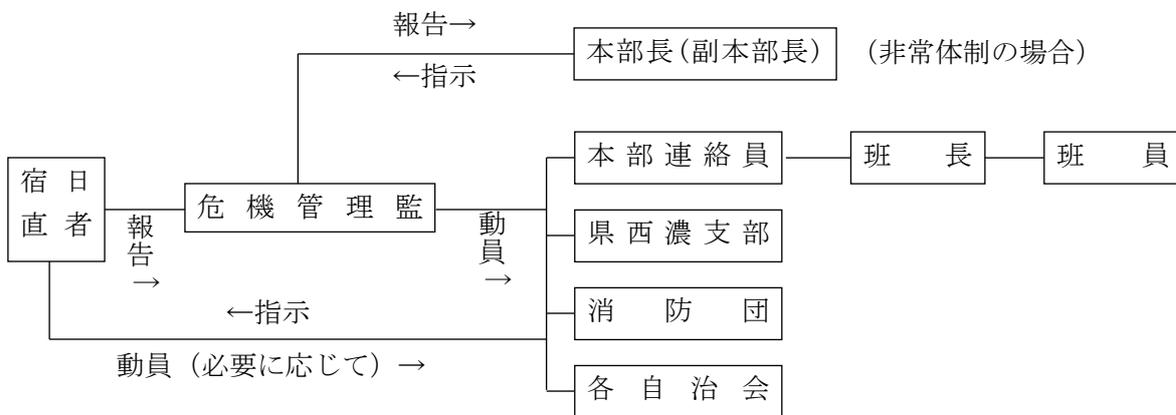 報告→
本部長(副本部長) (非常体制の場合)
←指示
本部連絡員 班長 班員
宿日
直者
危機管理監
報告→
動員→
県西濃支部
←指示
消防団
動員(必要に応じて)→
各自治会